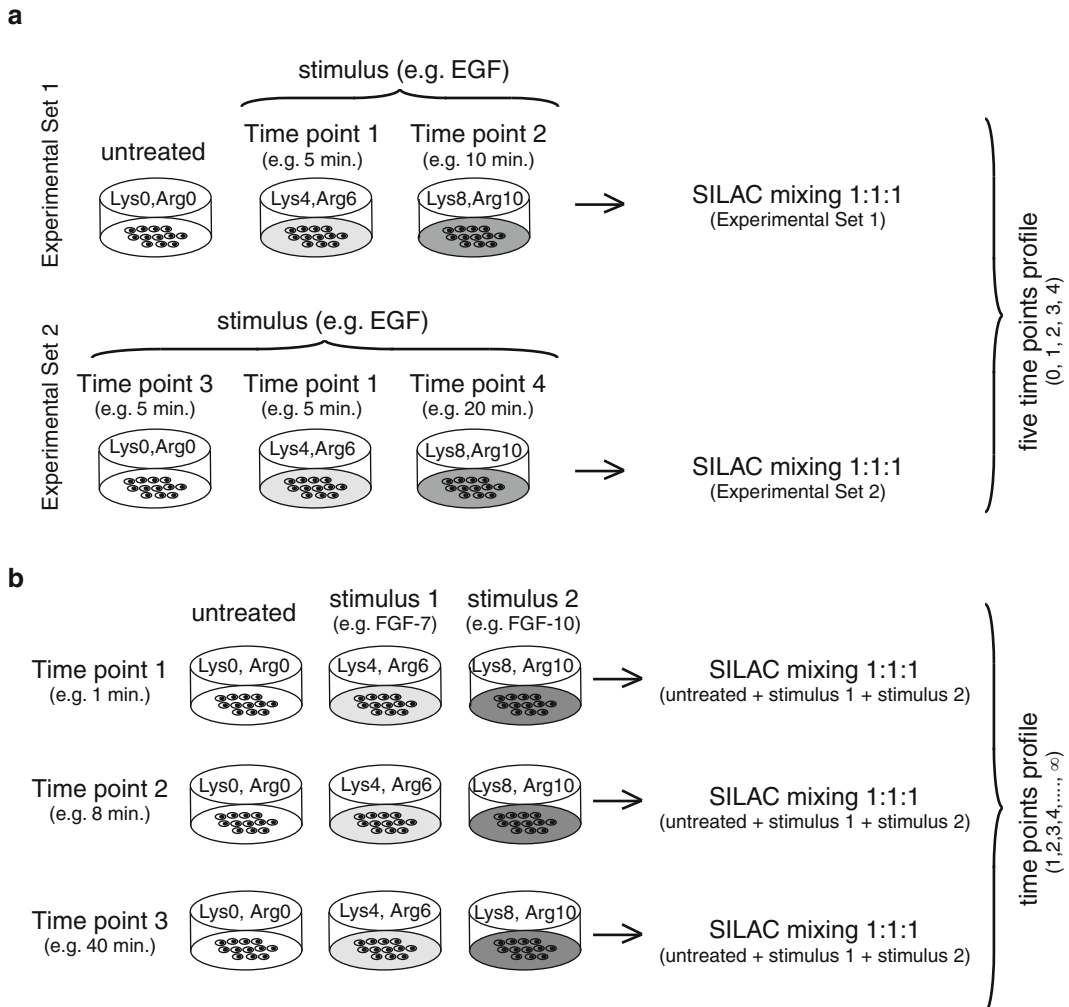 a
Experimental Set 1
stimulus (e.g. EGF)
untreated
Time point 1
(e.g. 5 min.)
Time point 2
(e.g. 10 min.)
Lys0,Arg0
Lys4,Arg6
Lys8,Arg10
SILAC mixing 1:1:1
(Experimental Set 1)
Experimental Set 2
stimulus (e.g. EGF)
Time point 3
(e.g. 5 min.)
Time point 1
(e.g. 5 min.)
Time point 4
(e.g. 20 min.)
Lys0,Arg0
Lys4,Arg6
Lys8,Arg10
SILAC mixing 1:1:1
(Experimental Set 2)
five time points profile
(0, 1, 2, 3, 4)
b
untreated
stimulus 1
(e.g. FGF-7)
stimulus 2
(e.g. FGF-10)
Time point 1
(e.g. 1 min.)
Lys0, Arg0
Lys4, Arg6
Lys8, Arg10
SILAC mixing 1:1:1
(untreated + stimulus 1 + stimulus 2)
Time point 2
(e.g. 8 min.)
Lys0, Arg0
Lys4, Arg6
Lys8, Arg10
SILAC mixing 1:1:1
(untreated + stimulus 1 + stimulus 2)
Time point 3
(e.g. 40 min.)
Lys0, Arg0
Lys4, Arg6
Lys8, Arg10
SILAC mixing 1:1:1
(untreated + stimulus 1 + stimulus 2)
time points profile
(1,2,3,4,...., ∞)